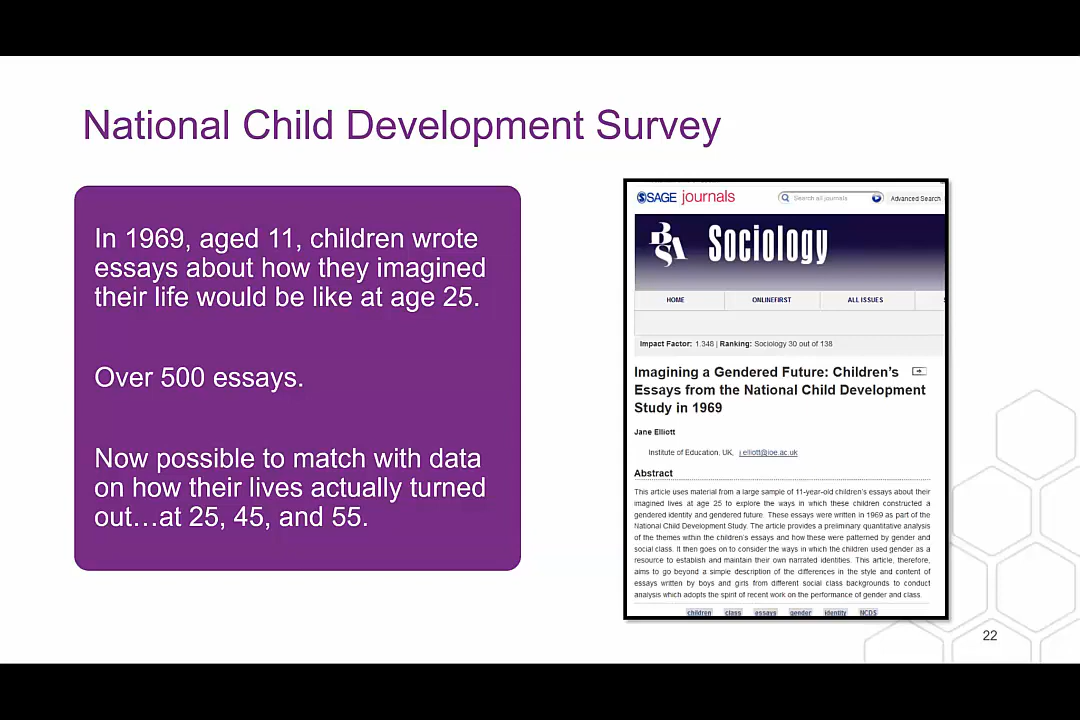 National Child Development Survey
In 1969, aged 11, children wrote
essays about how they imagined
their life would be like at age 25.
Over 500 essays.
Now possible to match with data
on how their lives actually turned
out…at 25, 45, and 55.
SAGE journals
Search all journals
Advanced Search
BSA Sociology
HOME ONLINEFIRST ALL ISSUES S
Impact Factor: 1.348 | Ranking: Sociology 30 out of 138
Imagining a Gendered Future: Children's
Essays from the National Child Development
Study in 1969
Jane Elliott
Institute of Education, UK, j.elliott@ioe.ac.uk
Abstract
This article uses material from a large sample of 11-year-old children's essays about their
imagined lives at age 25 to explore the ways in which these children constructed a
gendered identity and gendered future. These essays were written in 1969 as part of the
National Child Development Study. The article provides a preliminary quantitative analysis
of the themes within the children's essays and how these were patterned by gender and
social class. It then goes on to consider the ways in which the children used gender as a
resource to establish and maintain their own narrated identities. This article, therefore,
aims to go beyond a simple description of the differences in the style and content of
essays written by boys and girls from different social class backgrounds to conduct
analysis which adopts the spirit of recent work on the performance of gender and class.
children class essays gender identity NCDS
22